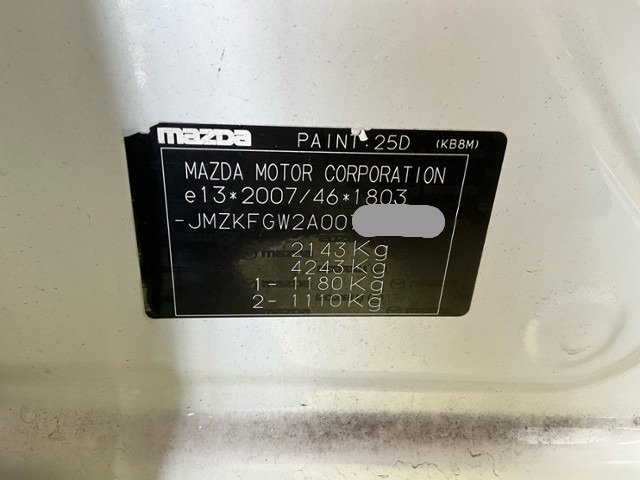 mazda PAINT: 25D (KB8M)
MAZDA MOTOR CORPORATION
e13*2007/46*1803
-JMZKFGW2A00
2143Kg
4243Kg
1- 1180Kg
2- 1110Kg